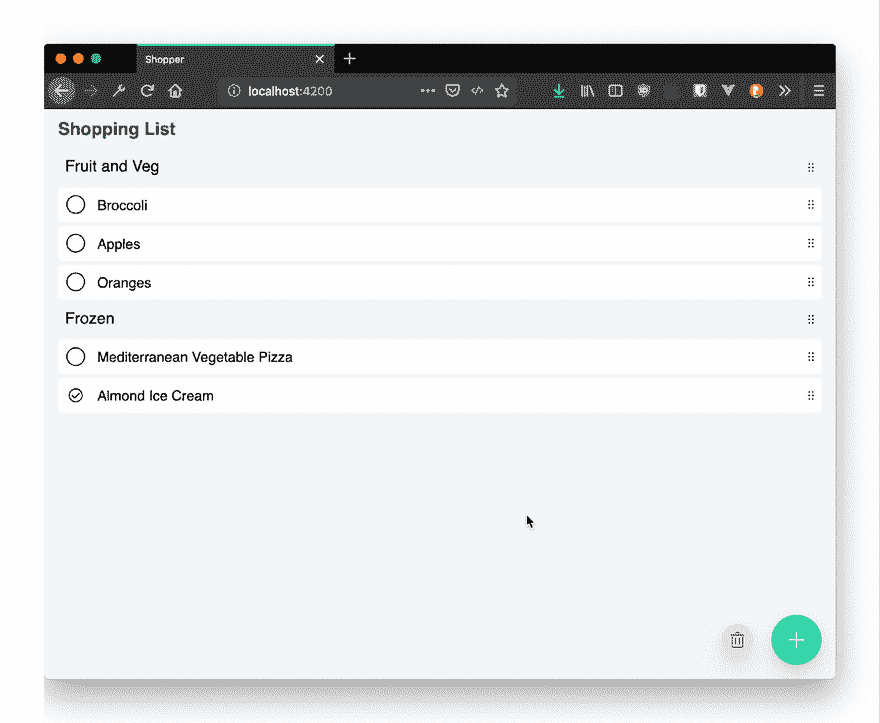 Shopper
localhost:4200
Shopping List
Fruit and Veg
Broccoli
Apples
Oranges
Frozen
Mediterranean Vegetable Pizza
Almond Ice Cream